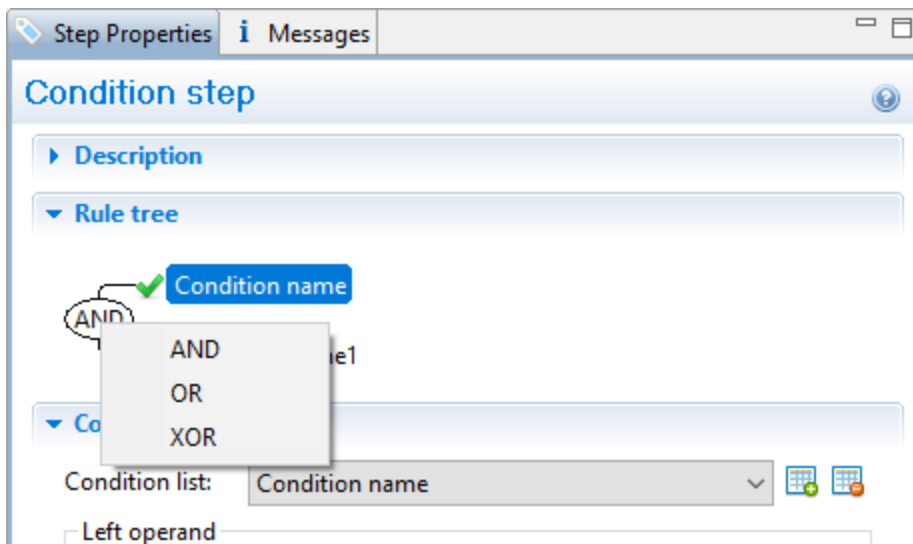 Step Properties i Messages
Condition step
Description
Rule tree
Condition name
AND
AND
OR
XOR
Condition list: Condition name
Left operand